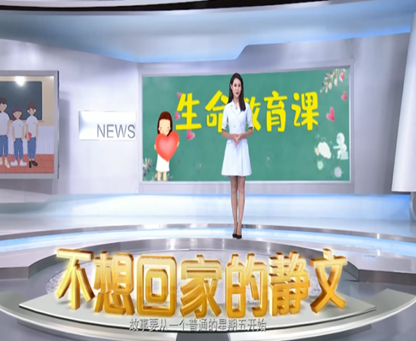 生命教育课
NEWS
不想回家的静文
故事要从一个普通的星期五开始